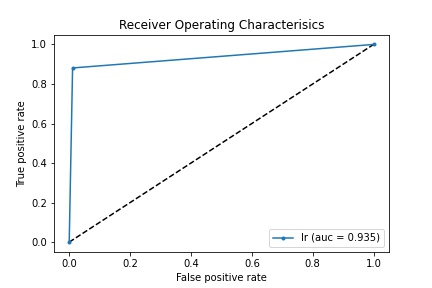 Receiver Operating Characterisics
1.0
0.8
0.6
0.4
0.2
0.0
True positive rate
lr (auc = 0.935)
0.0 0.2 0.4 0.6 0.8 1.0
False positive rate